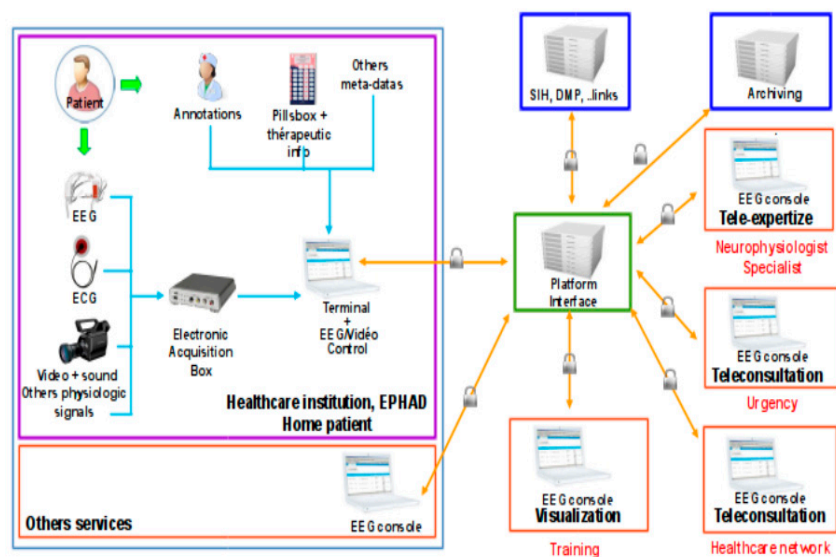 Patient
Annotations
Pillsbox +
thérapeutic
info
Others
meta-datas
EEG
ECG
Video + sound
Others physiologic
signals
Electronic
Acquisition
Box
Terminal
+
EEG/Vidéo
Control
Healthcare institution, EPHAD
Home patient
Others services
EEG console
SIH, DMP, ..links
Archiving
Platform
Interface
EEG console
Tele-expertize
Neurophysiologist
Specialist
EEG console
Teleconsultation
Urgency
EEG console
Visualization
Training
EEG console
Teleconsultation
Healthcare network